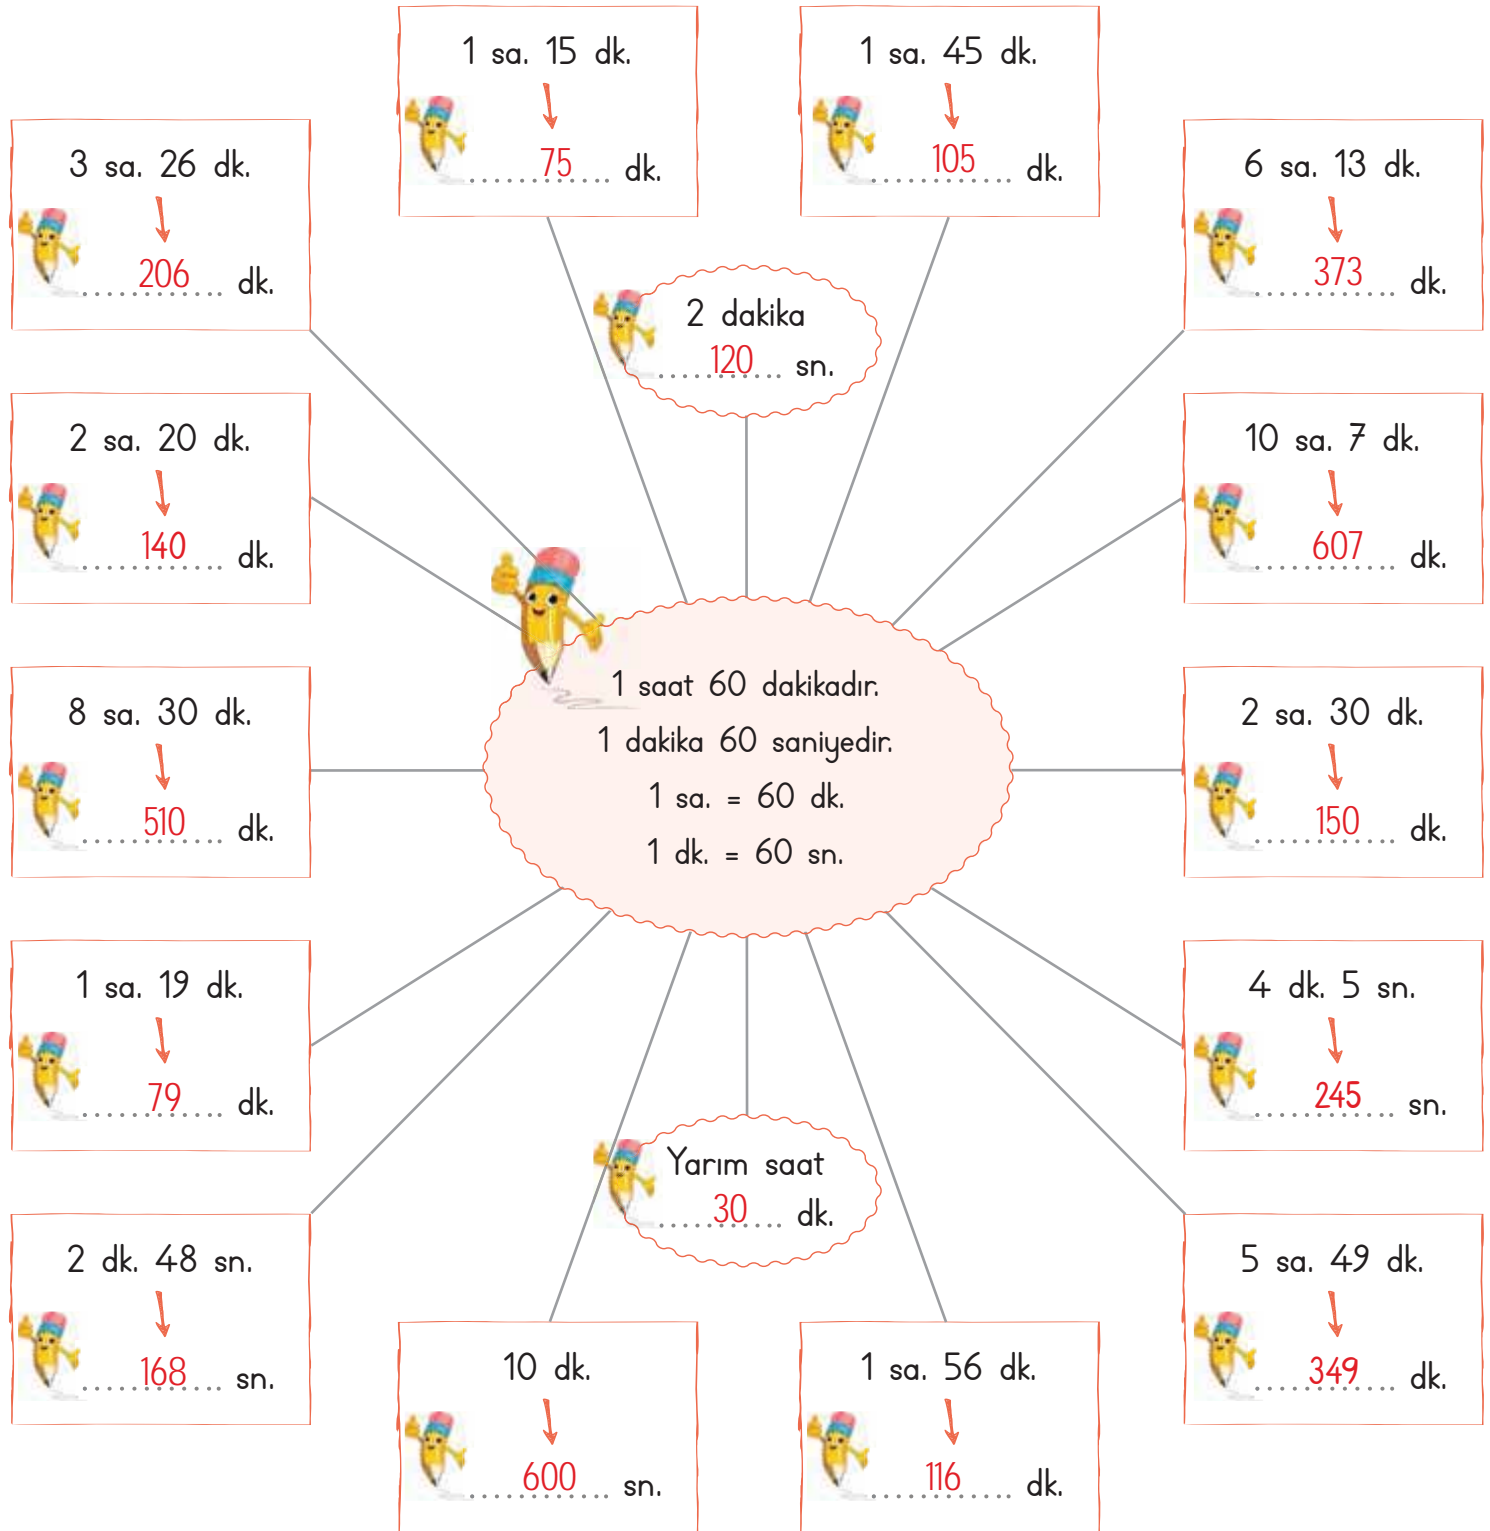 1 sa. 15 dk.
75 dk.
1 sa. 45 dk.
105 dk.
3 sa. 26 dk.
206 dk.
6 sa. 13 dk.
373 dk.
2 dakika
120 sn.
2 sa. 20 dk.
140 dk.
10 sa. 7 dk.
607 dk.
1 saat 60 dakikadır.
1 dakika 60 saniyedir.
1 sa. = 60 dk.
1 dk. = 60 sn.
8 sa. 30 dk.
510 dk.
2 sa. 30 dk.
150 dk.
1 sa. 19 dk.
79 dk.
4 dk. 5 sn.
245 sn.
Yarım saat
30 dk.
2 dk. 48 sn.
168 sn.
5 sa. 49 dk.
349 dk.
10 dk.
600 sn.
1 sa. 56 dk.
116 dk.